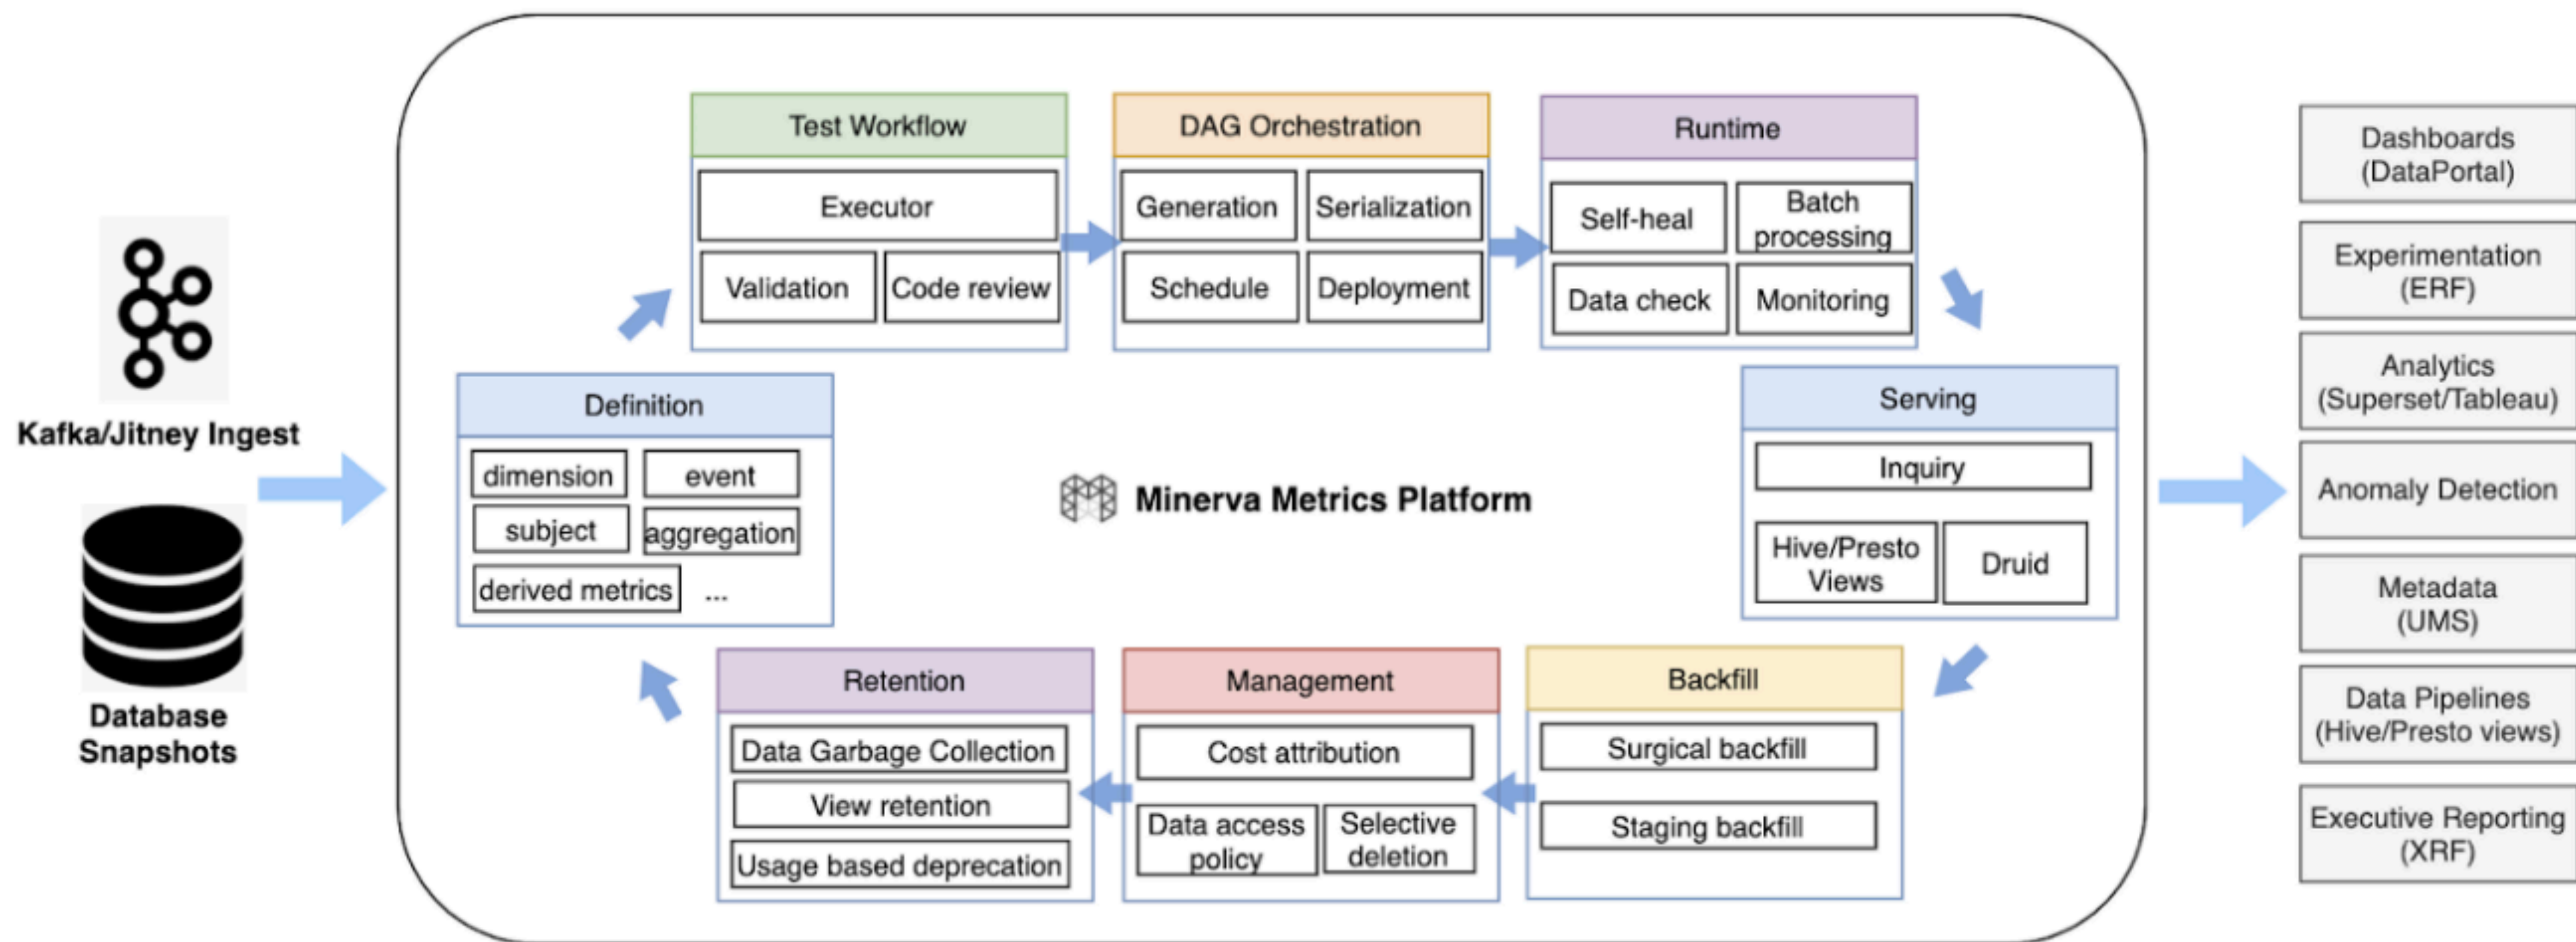 Kafka/Jitney Ingest
Database
Snapshots
Test Workflow
Executor
Validation
Code review
DAG Orchestration
Generation
Serialization
Schedule
Deployment
Runtime
Self-heal
Batch
processing
Data check
Monitoring
Definition
dimension
event
subject
aggregation
derived metrics
...
Minerva Metrics Platform
Serving
Inquiry
Hive/Presto
Views
Druid
Retention
Data Garbage Collection
View retention
Usage based deprecation
Management
Cost attribution
Data access
policy
Selective
deletion
Backfill
Surgical backfill
Staging backfill
Dashboards
(DataPortal)
Experimentation
(ERF)
Analytics
(Superset/Tableau)
Anomaly Detection
Metadata
(UMS)
Data Pipelines
(Hive/Presto views)
Executive Reporting
(XRF)